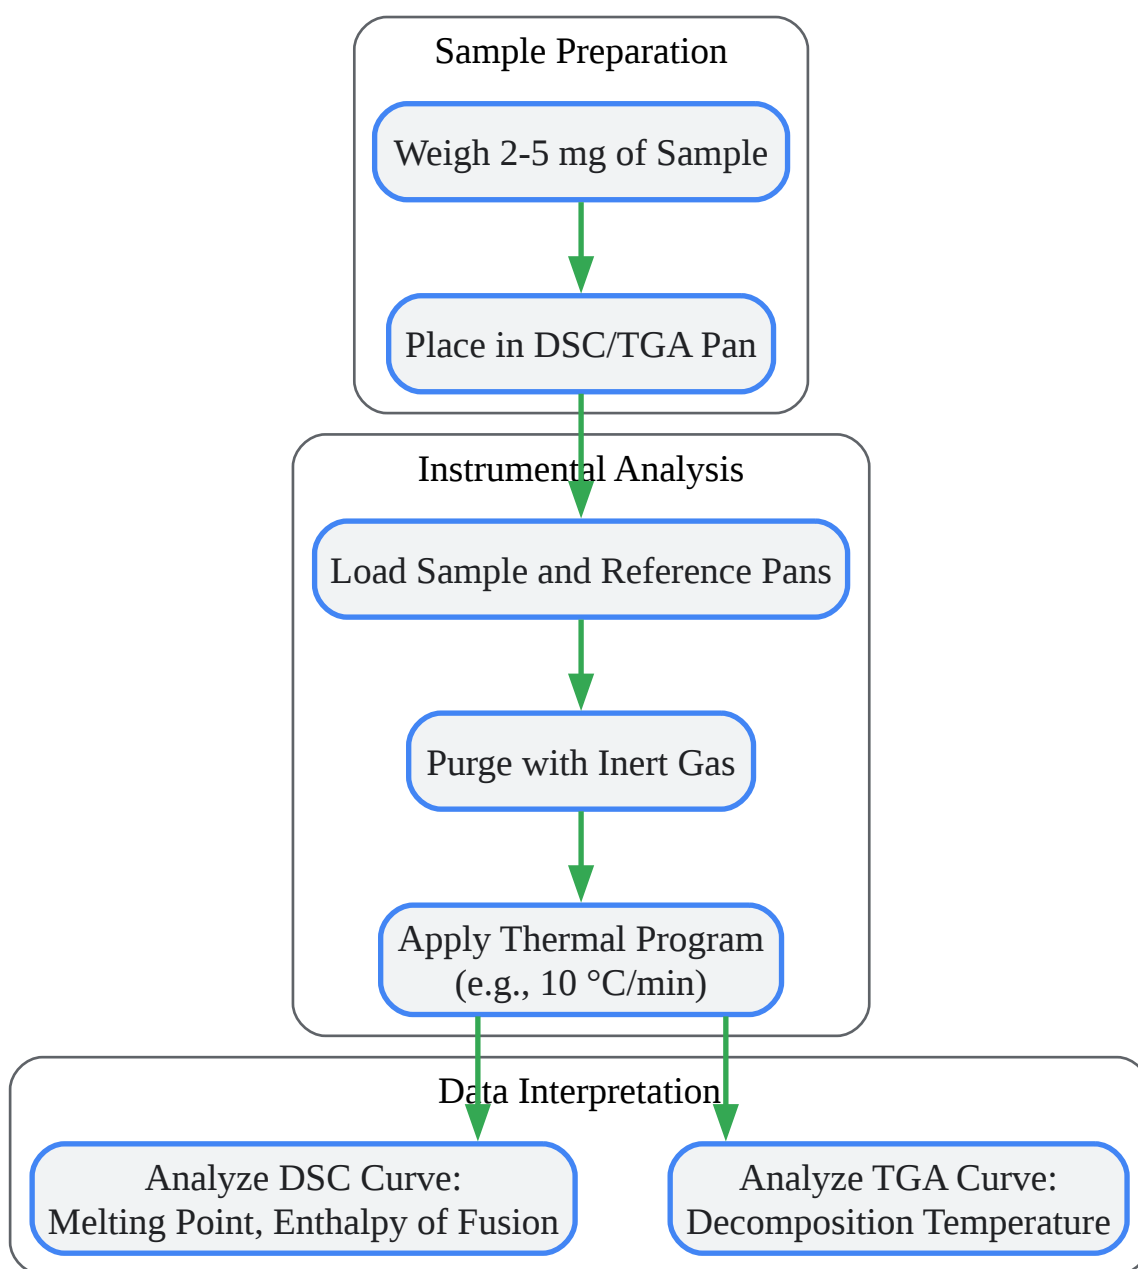 Sample Preparation
Weigh 2-5 mg of Sample
Place in DSC/TGA Pan
Instrumental Analysis
Load Sample and Reference Pans
Purge with Inert Gas
Apply Thermal Program
(e.g., 10 °C/min)
Data Interpretation
Analyze DSC Curve:
Melting Point, Enthalpy of Fusion
Analyze TGA Curve:
Decomposition Temperature